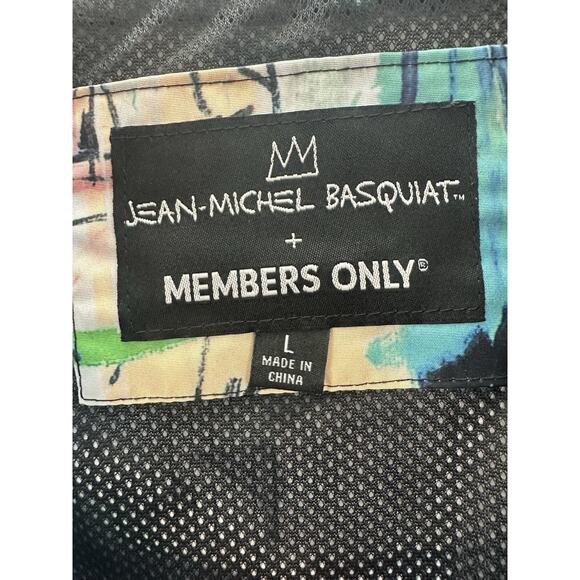 JEAN-MICHEL BASQUIAT™
+
MEMBERS ONLY®
L
MADE IN
CHINA